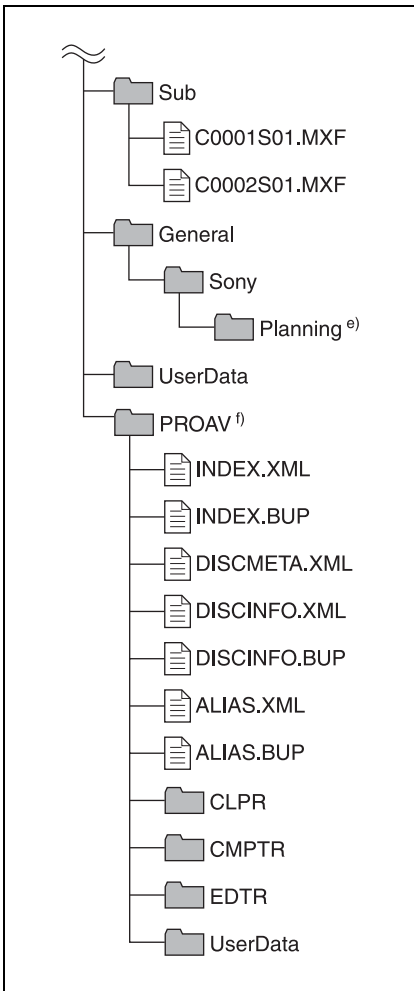 Sub
C0001S01.MXF
C0002S01.MXF
General
Sony
Planning e)
UserData
PROAV f)
INDEX.XML
INDEX.BUP
DISCMETA.XML
DISCINFO.XML
DISCINFO.BUP
ALIAS.XML
ALIAS.BUP
CLPR
CMPTR
EDTR
UserData